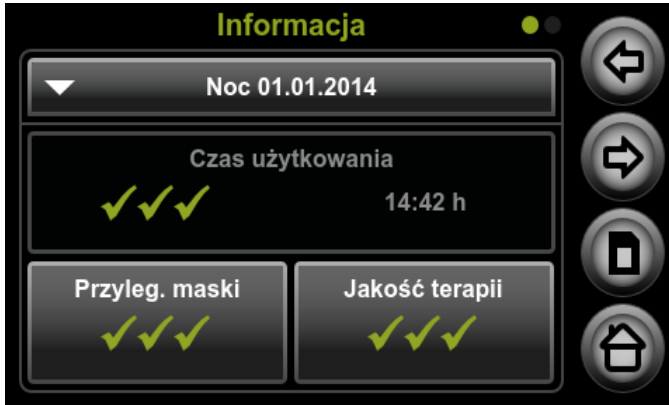 Informacja
Noc 01.01.2014
Czas użytkowania
14:42 h
Przyleg. maski
Jakość terapii